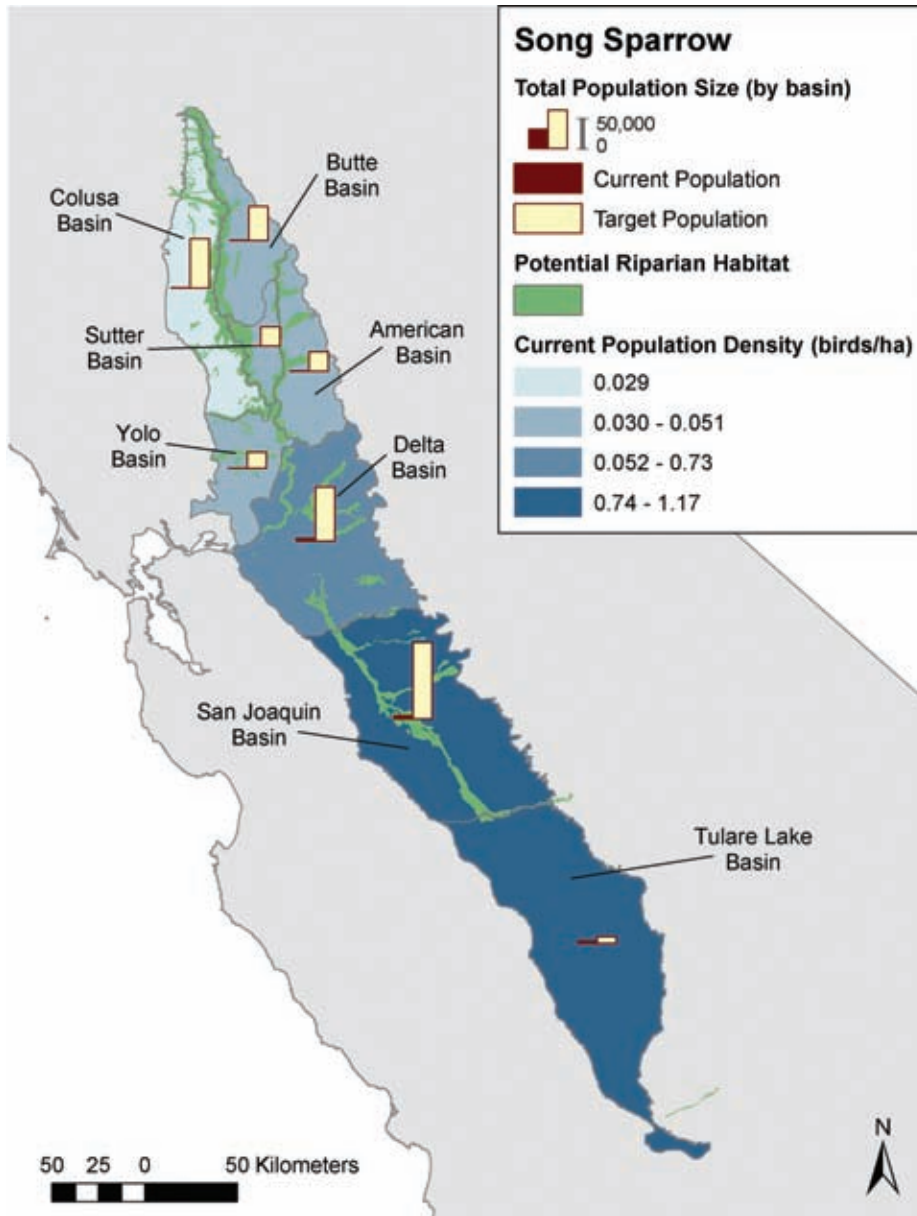 Song Sparrow
Total Population Size (by basin)
50,000
0
Current Population
Target Population
Potential Riparian Habitat
Current Population Density (birds/ha)
0.029
0.030 - 0.051
0.052 - 0.73
0.74 - 1.17
Butte
Basin
Colusa
Basin
Sutter
Basin
American
Basin
Yolo
Basin
Delta
Basin
San Joaquin
Basin
Tulare Lake
Basin
50 25 0 50 Kilometers
N